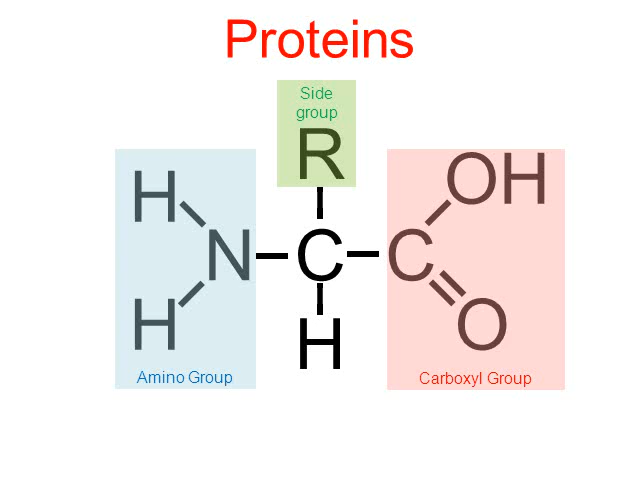 Proteins
Side
group
R
H
OH
N
C
C
H
H
O
Amino Group
Carboxyl Group